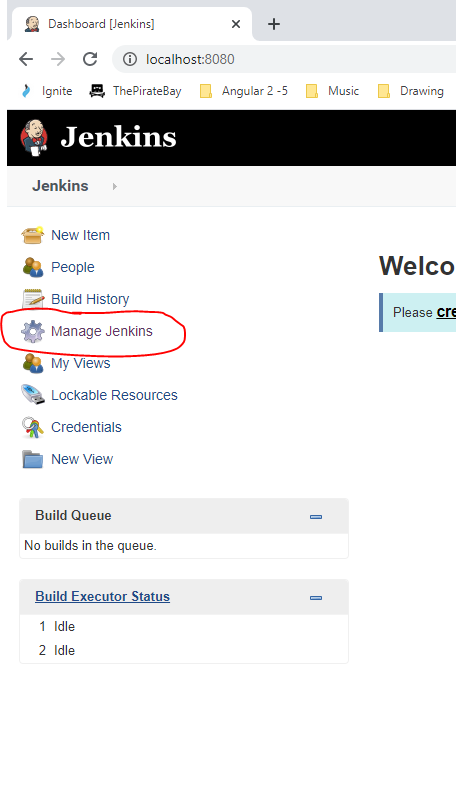 Dashboard [Jenkins]
localhost:8080
Ignite ThePirateBay Angular 2 -5 Music Drawing
Jenkins
Jenkins
New Item
People
Build History
Manage Jenkins
My Views
Lockable Resources
Credentials
New View
Build Queue
No builds in the queue.
Build Executor Status
1 Idle
2 Idle
Welco
Please cre